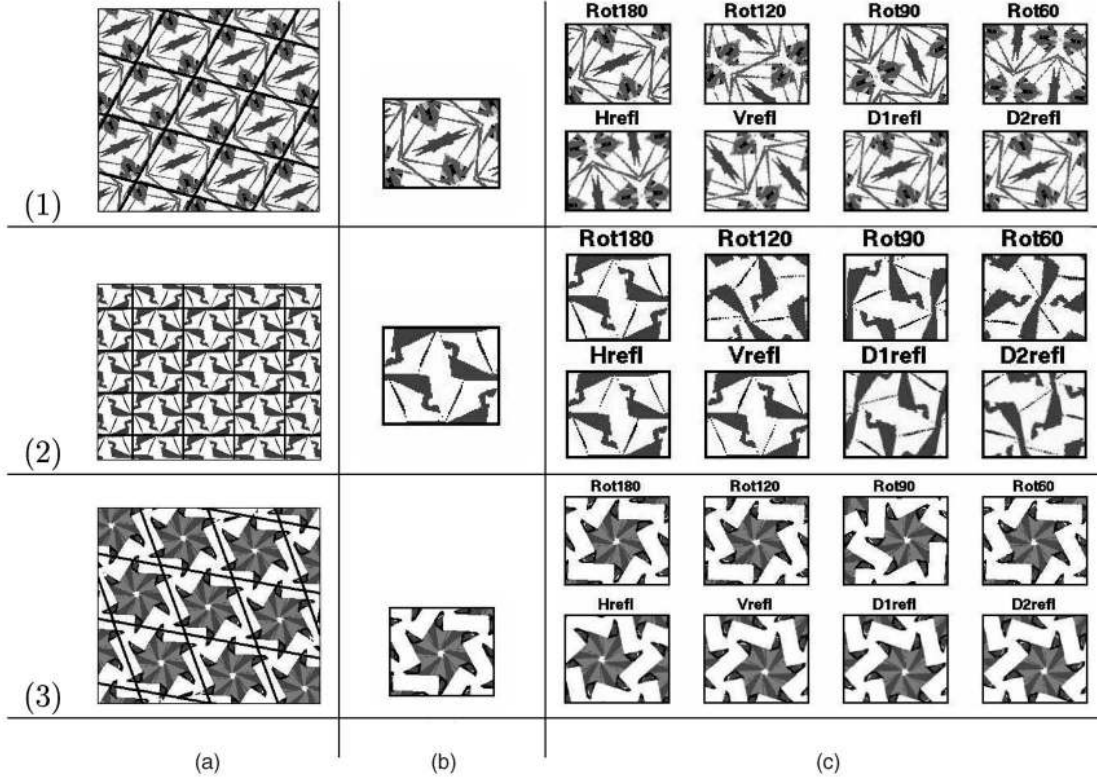 Rot180 Rot120 Rot90 Rot60
Hrefl Vrefl D1refl D2refl
(1)
Rot180 Rot120 Rot90 Rot60
Hrefl Vrefl D1refl D2refl
(2)
Rot180 Rot120 Rot90 Rot60
Hrefl Vrefl D1refl D2refl
(3)
(a) (b) (c)